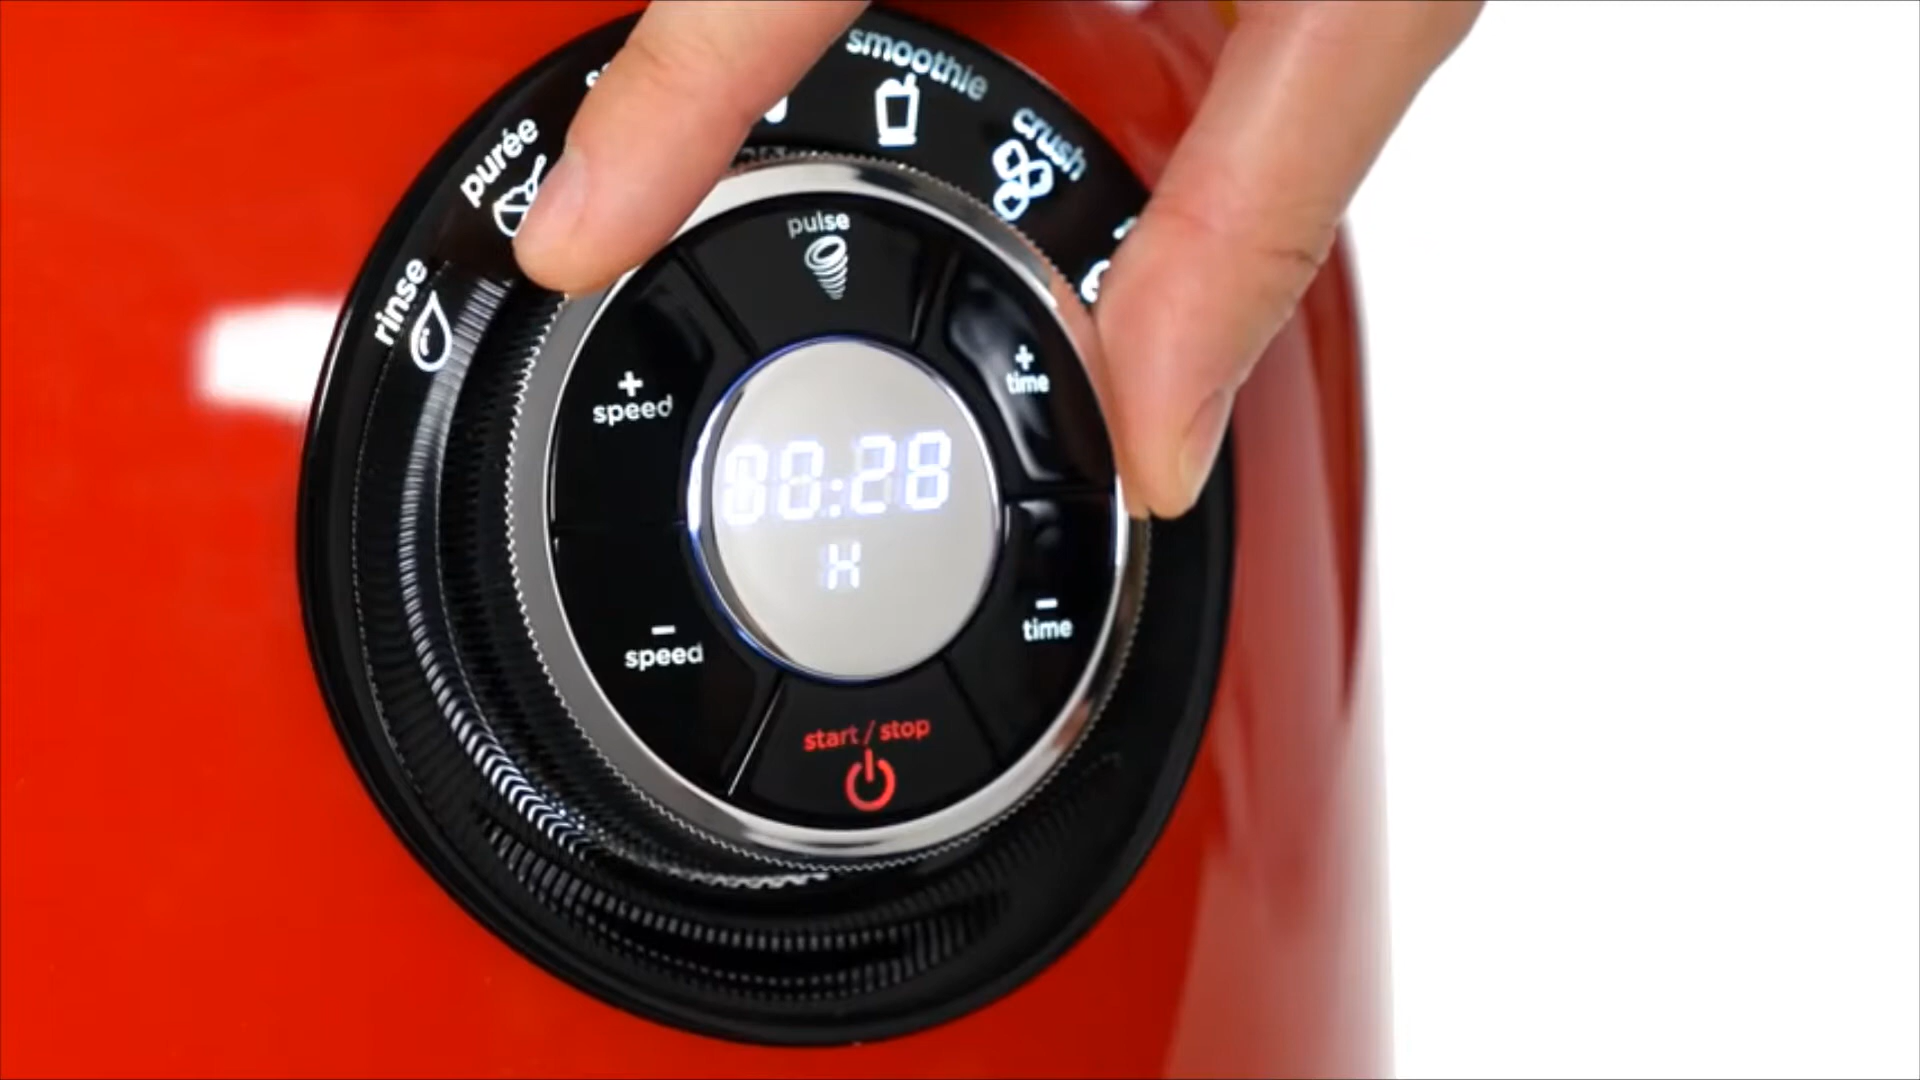 smoothie
crush
purée
rinse
pulse
+
speed
+
time
00:28
H
-
speed
-
time
start / stop